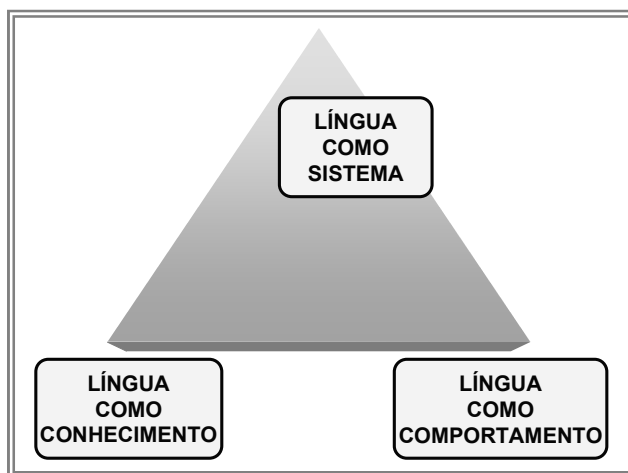 LÍNGUA
COMO
SISTEMA
LÍNGUA
COMO
CONHECIMENTO
LÍNGUA
COMO
COMPORTAMENTO